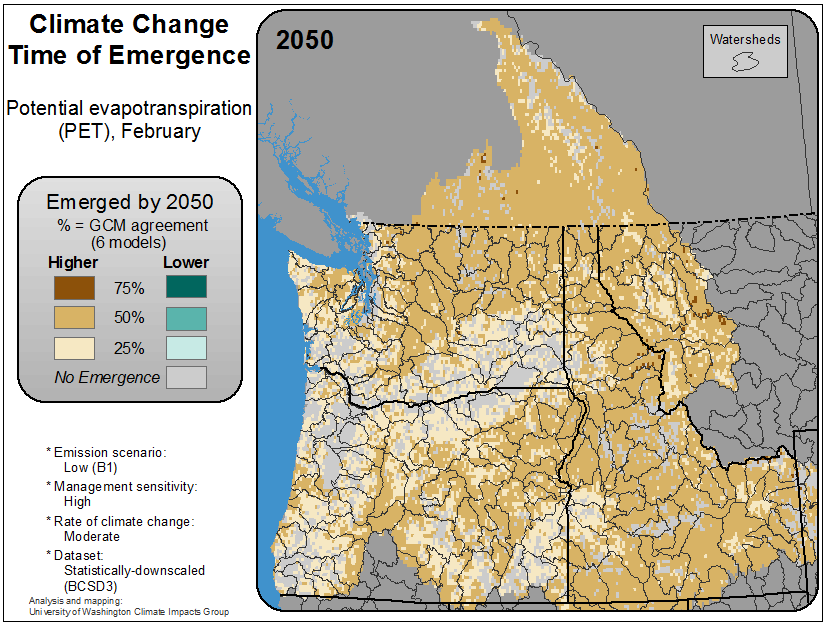 Climate Change
Time of Emergence
Potential evapotranspiration
(PET), February
Emerged by 2050
% = GCM agreement
(6 models)
Higher Lower
75%
50%
25%
No Emergence
* Emission scenario:
Low (B1)
* Management sensitivity:
High
* Rate of climate change:
Moderate
* Dataset:
Statistically-downscaled
(BCSD3)
Analysis and mapping:
University of Washington Climate Impacts Group
2050
Watersheds